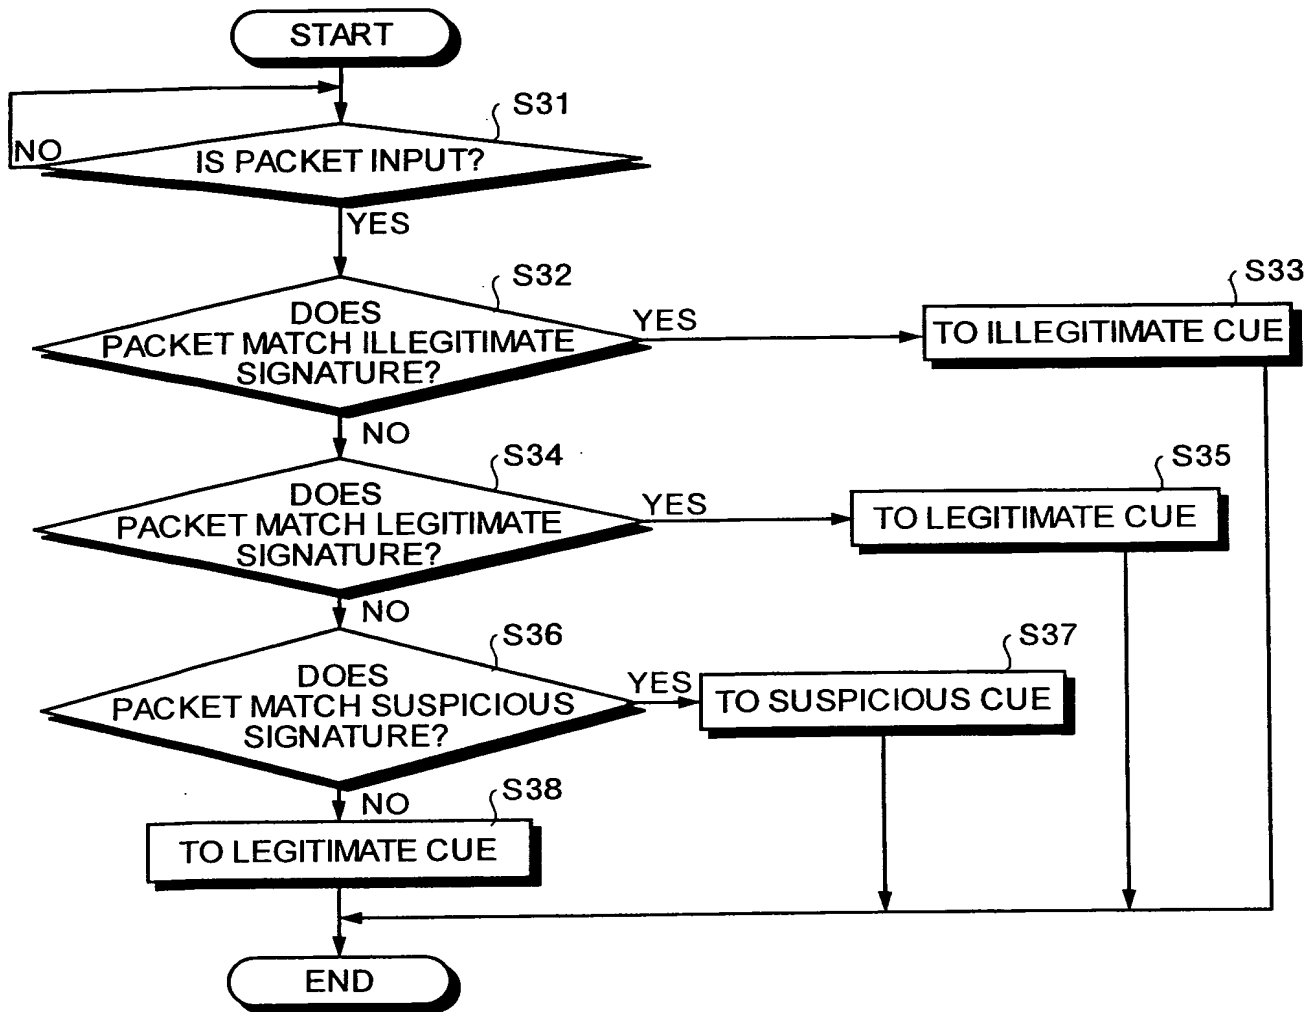 START
S31
NO
IS PACKET INPUT?
YES
S32
DOES
PACKET MATCH ILLEGITIMATE
SIGNATURE?
YES
S33
TO ILLEGITIMATE CUE
NO
S34
DOES
PACKET MATCH LEGITIMATE
SIGNATURE?
YES
S35
TO LEGITIMATE CUE
NO
S36
DOES
PACKET MATCH SUSPICIOUS
SIGNATURE?
YES
S37
TO SUSPICIOUS CUE
NO
S38
TO LEGITIMATE CUE
END